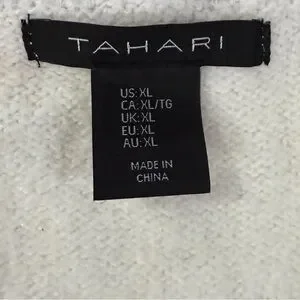 TAHARI
US: XL
CA: XL/TG
UK: XL
EU: XL
AU: XL
MADE IN
CHINA